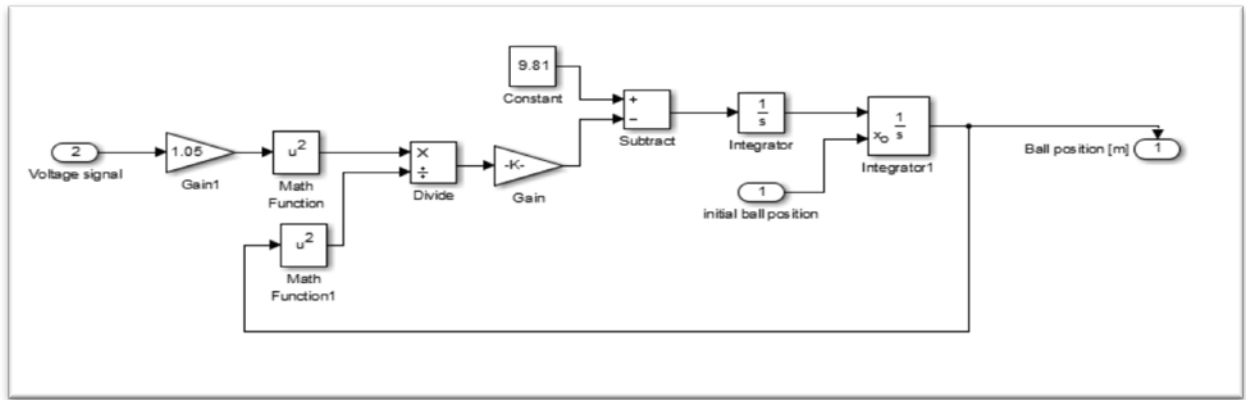 9.81
Constant
+
−
Subtract
1
s
Integrator
x₀
1
s
Integrator1
Ball position [m]
1
2
Voltage signal
1.05
Gain1
u²
Math
Function
×
÷
Divide
-K-
Gain
1
initial ball position
u²
Math
Function1